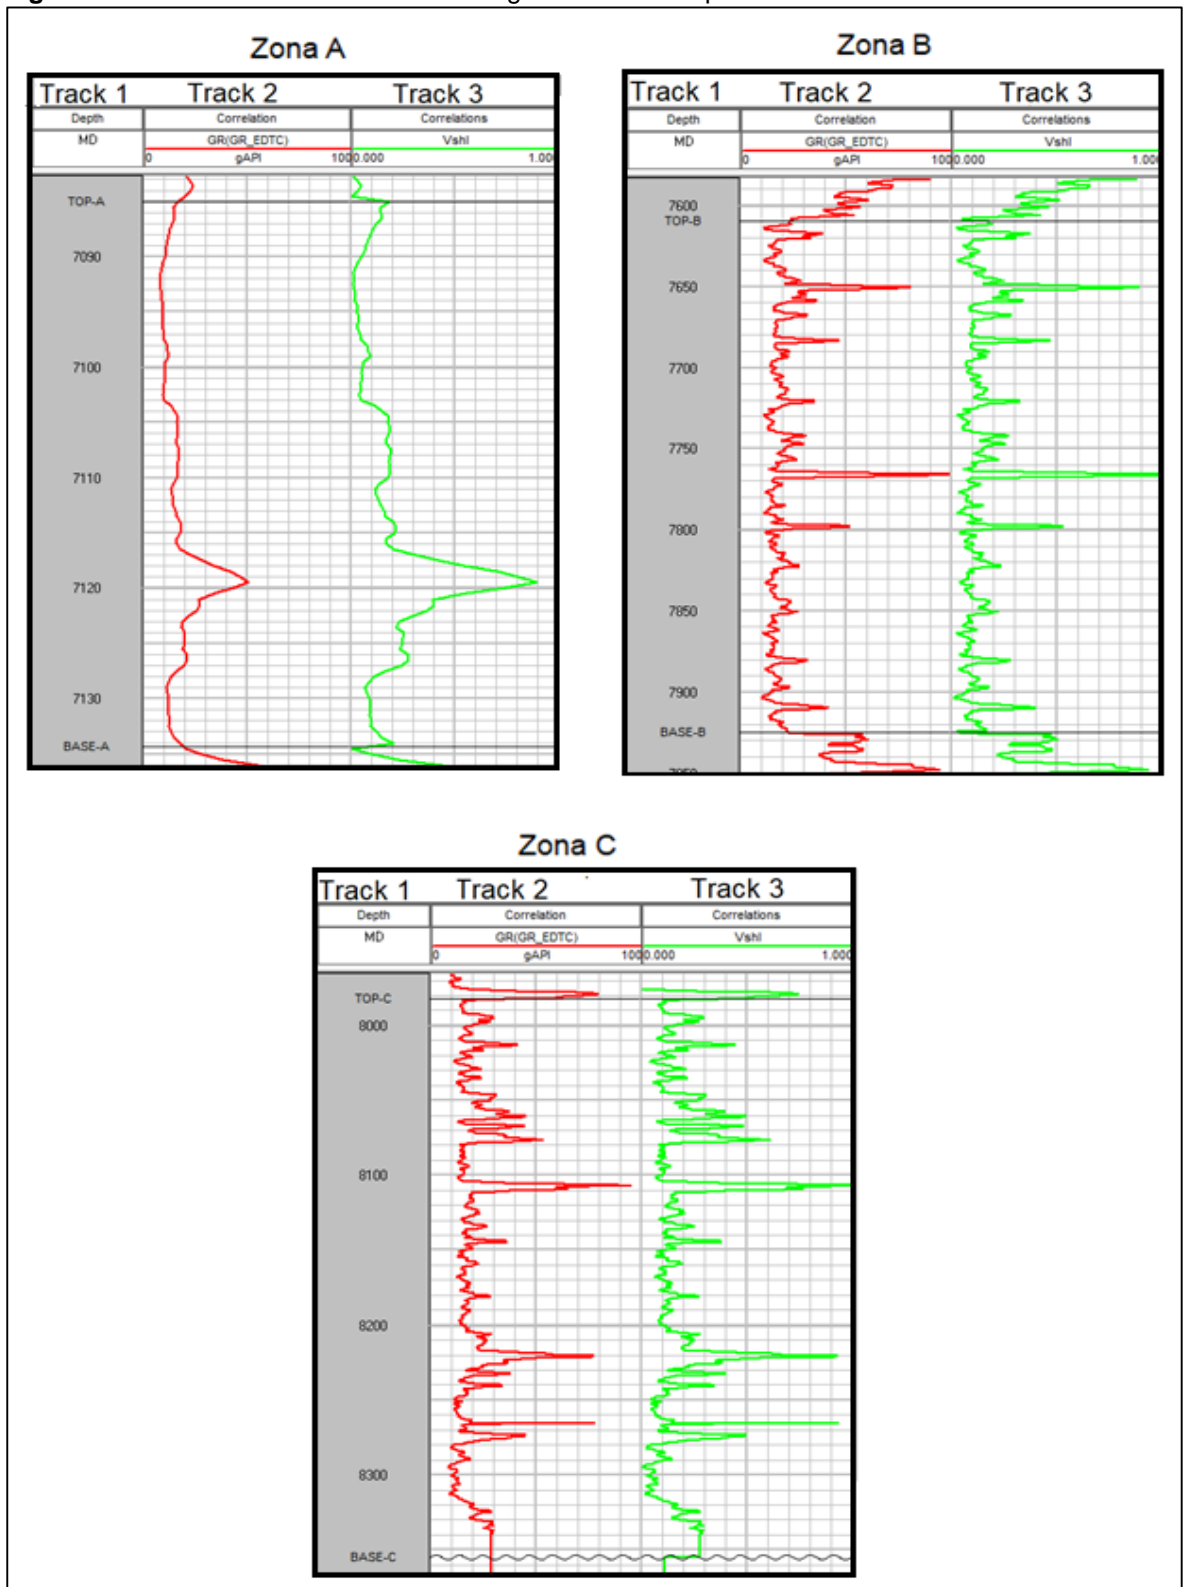 Zona A
Track 1 Track 2 Track 3
Depth Correlation Correlations
MD GR(GR_EDTC) Vshl
0 gAPI 100 0.000 1.00
TOP-A
7090
7100
7110
7120
7130
BASE-A
Zona B
Track 1 Track 2 Track 3
Depth Correlation Correlations
MD GR(GR_EDTC) Vshl
0 gAPI 100 0.000 1.00
7600
TOP-B
7650
7700
7750
7800
7850
7900
BASE-B
Zona C
Track 1 Track 2 Track 3
Depth Correlation Correlations
MD GR(GR_EDTC) Vshl
0 gAPI 100 0.000 1.000
TOP-C
8000
8100
8200
8300
BASE-C